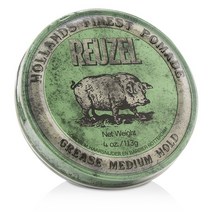 HOLLANDS FINEST POMADE
REUZEL
Net Weight
4 oz. / 113g
GREASE MEDIUM HOLD